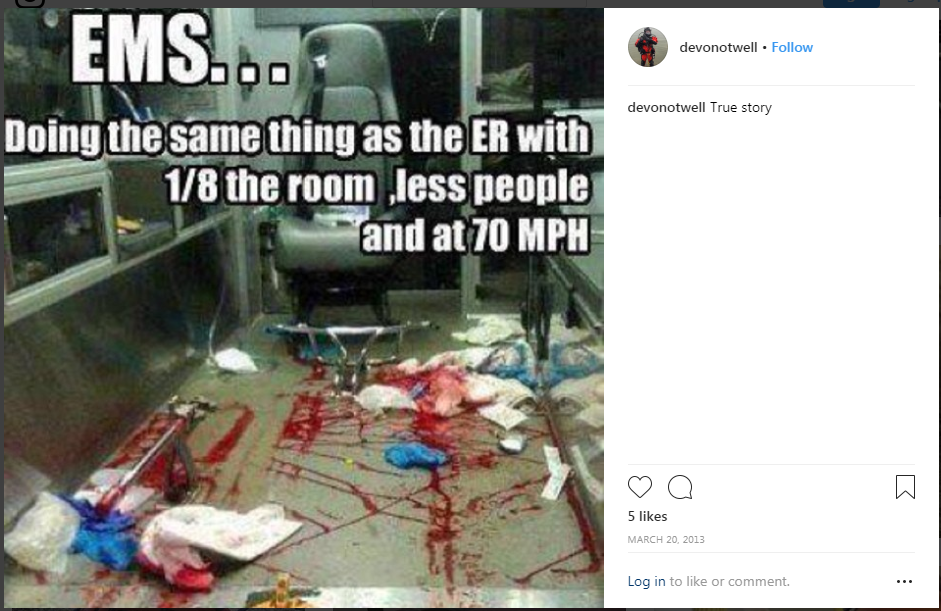 EMS...
Doing the same thing as the ER with
1/8 the room ,less people
and at 70 MPH
devonotwell • Follow
devonotwell True story
5 likes
MARCH 20, 2013
Log in to like or comment.